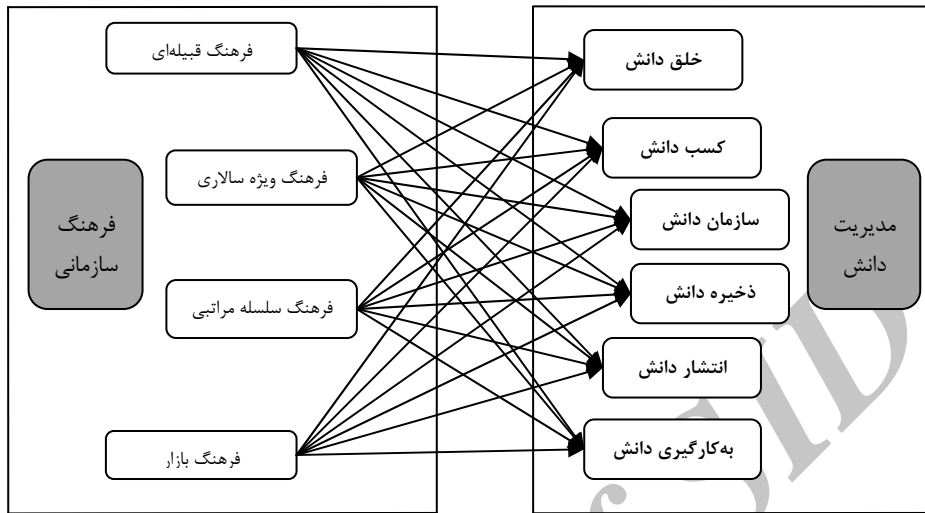 فرهنگ قبیله‌ای
خلق دانش
کسب دانش
فرهنگ ویژه سالاری
سازمان دانش
فرهنگ
سازمانی
مدیریت
دانش
ذخیره دانش
فرهنگ سلسله مراتبی
انتشار دانش
به‌کارگیری دانش
فرهنگ بازار
SID